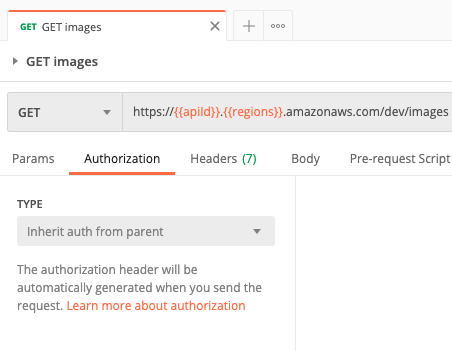 GET GET images
GET images
GET https://{{apiId}}.{{regions}}.amazonaws.com/dev/images
Params Authorization Headers (7) Body Pre-request Script
TYPE
Inherit auth from parent
The authorization header will be
automatically generated when you send the
request. Learn more about authorization